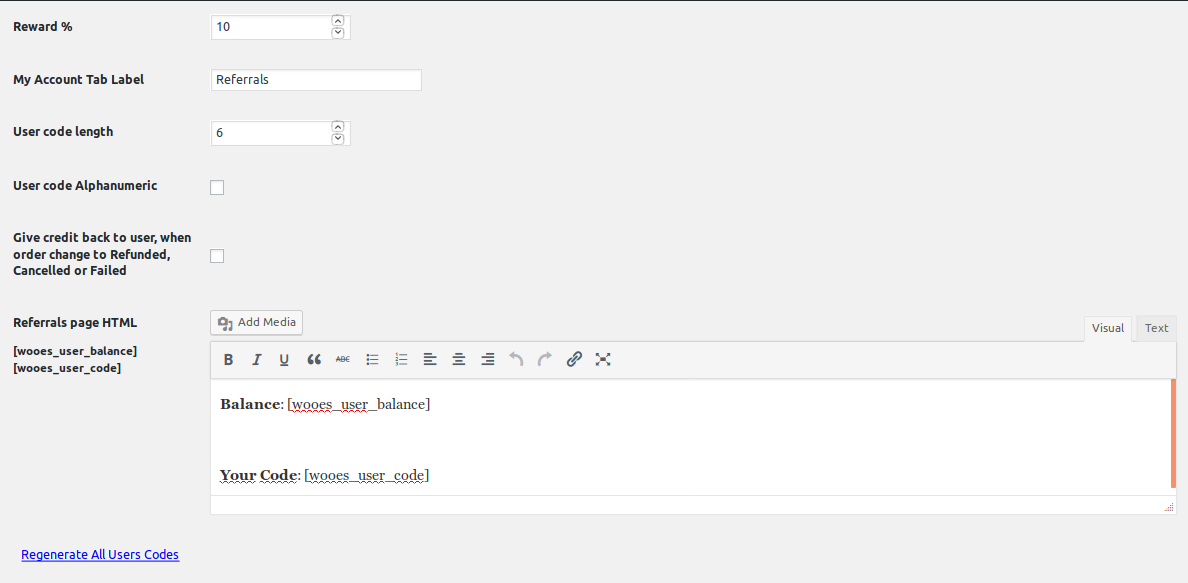 Reward %
10
My Account Tab Label
Referrals
User code length
6
User code Alphanumeric
Give credit back to user, when
order change to Refunded,
Cancelled or Failed
Referrals page HTML
Add Media
Visual
Text
[wooes_user_balance]
[wooes_user_code]
B I U ABC
Balance: [wooes_user_balance]
Your Code: [wooes_user_code]
Regenerate All Users Codes